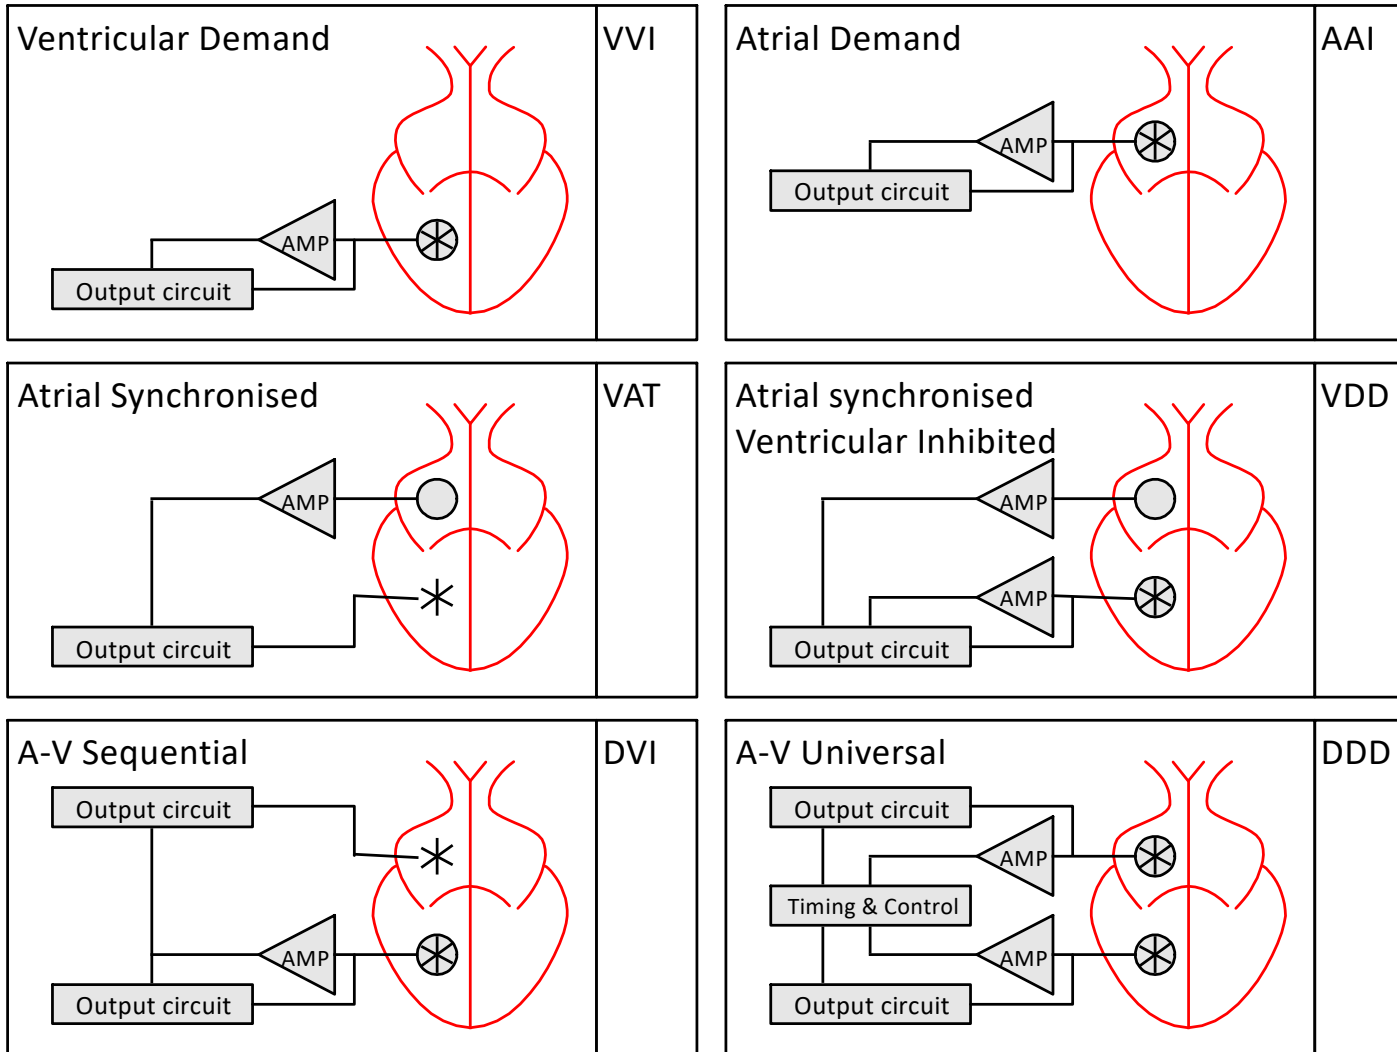 Ventricular Demand
VVI
AMP
Output circuit
Atrial Demand
AAI
AMP
Output circuit
Atrial Synchronised
VAT
AMP
Output circuit
Atrial synchronised
Ventricular Inhibited
VDD
AMP
AMP
Output circuit
A-V Sequential
DVI
Output circuit
AMP
Output circuit
A-V Universal
DDD
Output circuit
AMP
Timing & Control
AMP
Output circuit